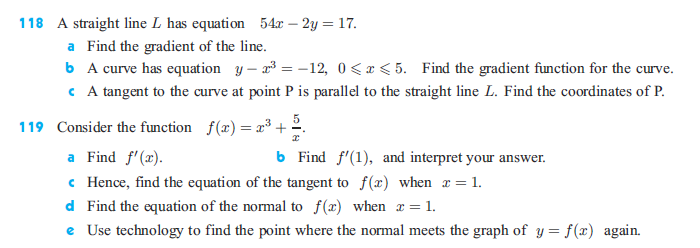 118 A straight line L has equation 54x − 2y = 17.
a Find the gradient of the line.
b A curve has equation y − x³ = −12, 0 ⩽ x ⩽ 5. Find the gradient function for the curve.
c A tangent to the curve at point P is parallel to the straight line L. Find the coordinates of P.
119 Consider the function f(x) = x³ + 5/x.
a Find f′(x). b Find f′(1), and interpret your answer.
c Hence, find the equation of the tangent to f(x) when x = 1.
d Find the equation of the normal to f(x) when x = 1.
e Use technology to find the point where the normal meets the graph of y = f(x) again.